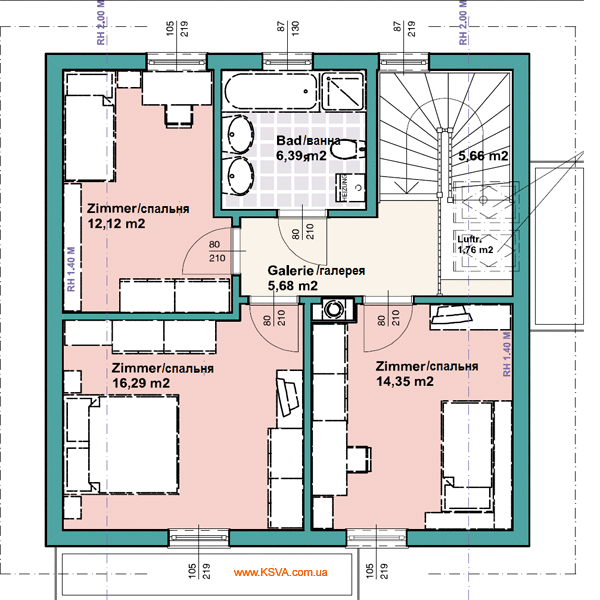 RH 2,00 M
105
219
87
130
87
219
RH 2,00 M
Bad/ванна
6,39 m2
5,66 m2
HEIZUNG
Zimmer/спальня
12,12 m2
80
210
80
210
Luftr.
1,76 m2
RH 1,40 M
Galerie/галерея
5,68 m2
80
210
80
210
Zimmer/спальня
16,29 m2
Zimmer/спальня
14,35 m2
RH 1,40 M
105
219
www.KSVA.com.ua
105
219